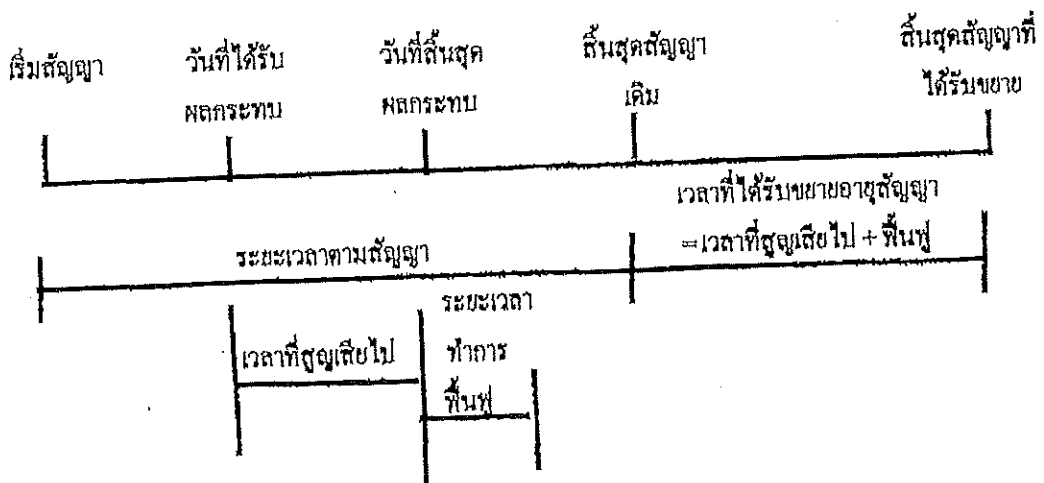 เริ่มสัญญา
วันที่ได้รับ
ผลกระทบ
วันที่สิ้นสุด
ผลกระทบ
สิ้นสุดสัญญา
เดิม
สิ้นสุดสัญญาที่
ได้รับขยาย
เวลาที่ได้รับขยายอายุสัญญา
=เวลาที่สูญเสียไป + ฟื้นฟู
ระยะเวลาตามสัญญา
เวลาที่สูญเสียไป
ระยะเวลา
ทำการ
ฟื้นฟู